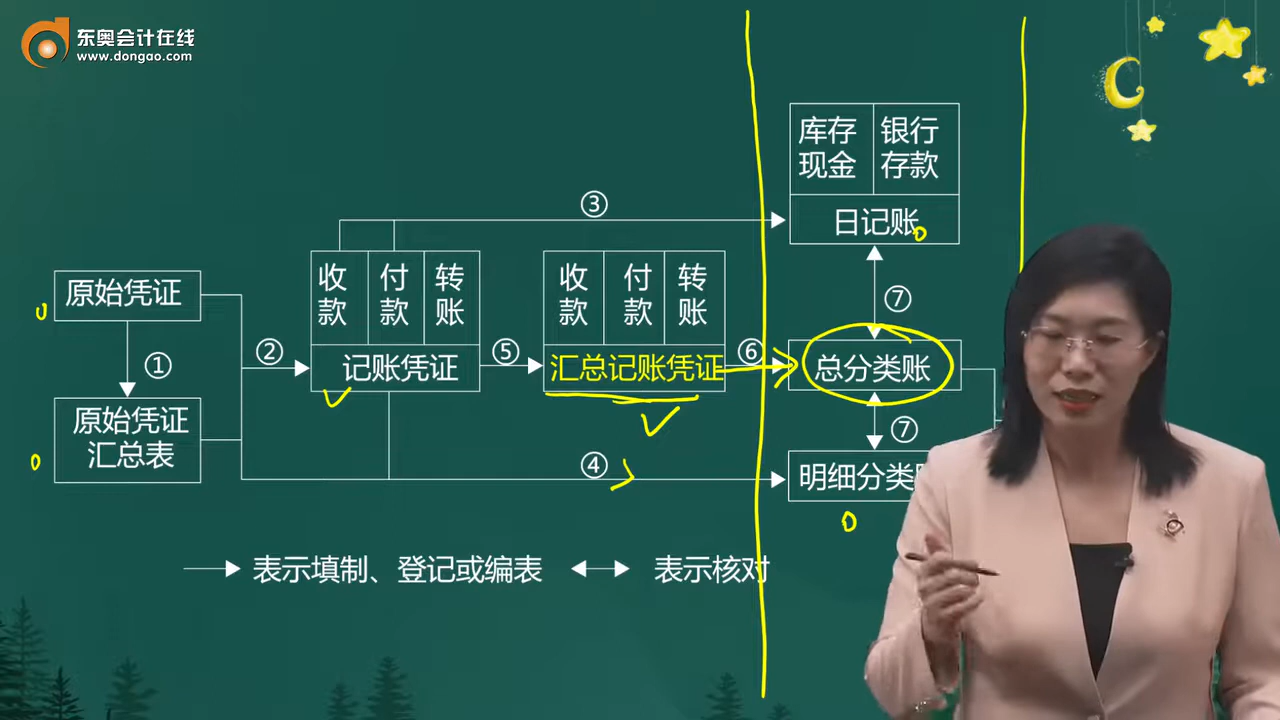 东奥会计在线
www.dongao.com
库存
现金
银行
存款
日记账
③
收款
付款
转账
记账凭证
收款
付款
转账
汇总记账凭证
原始凭证
①
原始凭证
汇总表
②
⑤
⑥
⑦
总分类账
⑦
④
明细分类
表示填制、登记或编表
表示核对